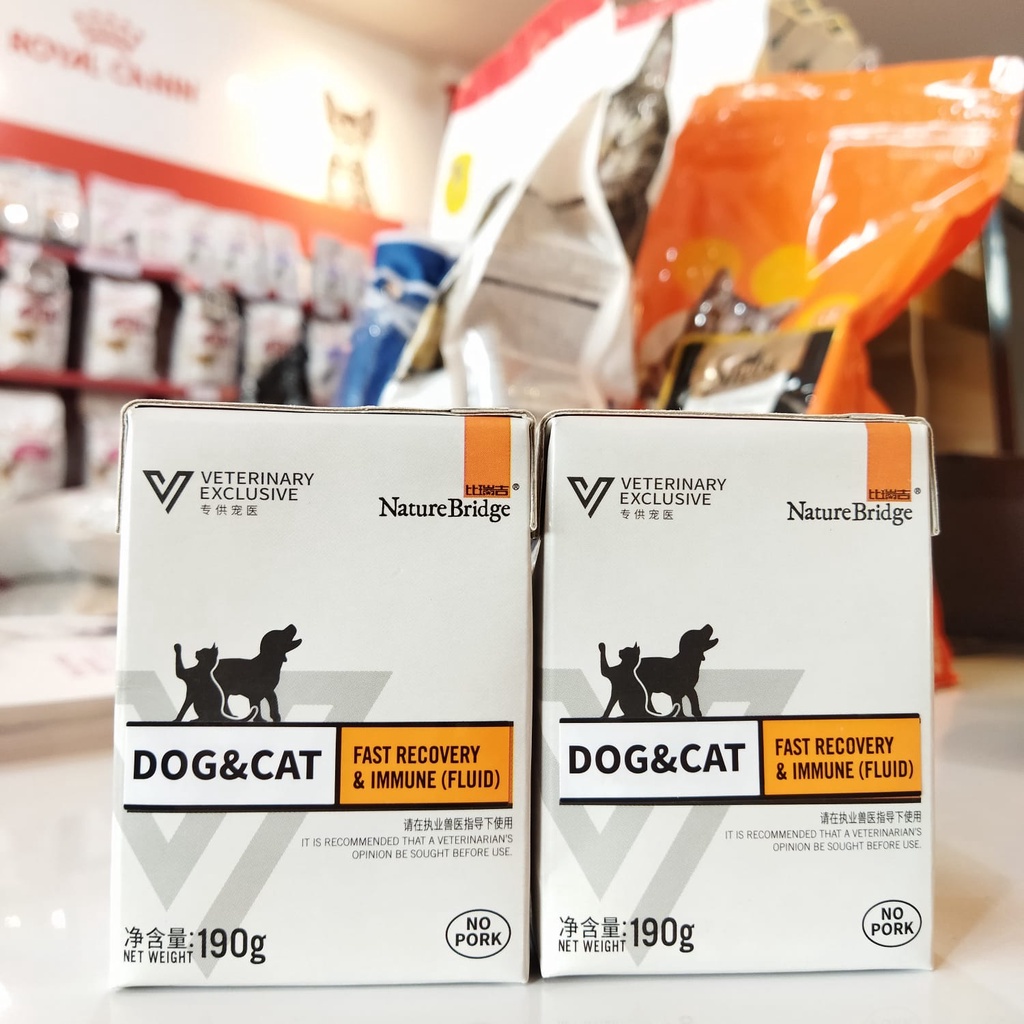 ROYAL CANIN
VETERINARY
EXCLUSIVE
专供宠医
比瑞吉®
NatureBridge
DOG&CAT
FAST RECOVERY
& IMMUNE (FLUID)
请在执业兽医指导下使用
IT IS RECOMMENDED THAT A VETERINARIAN'S
OPINION BE SOUGHT BEFORE USE.
净含量:190g
NET WEIGHT
NO
PORK
VETERINARY
EXCLUSIVE
专供宠医
比瑞吉®
NatureBridge
DOG&CAT
FAST RECOVERY
& IMMUNE (FLUID)
请在执业兽医指导下使用
IT IS RECOMMENDED THAT A VETERINARIAN'S
OPINION BE SOUGHT BEFORE USE.
净含量:190g
NET WEIGHT
NO
PORK